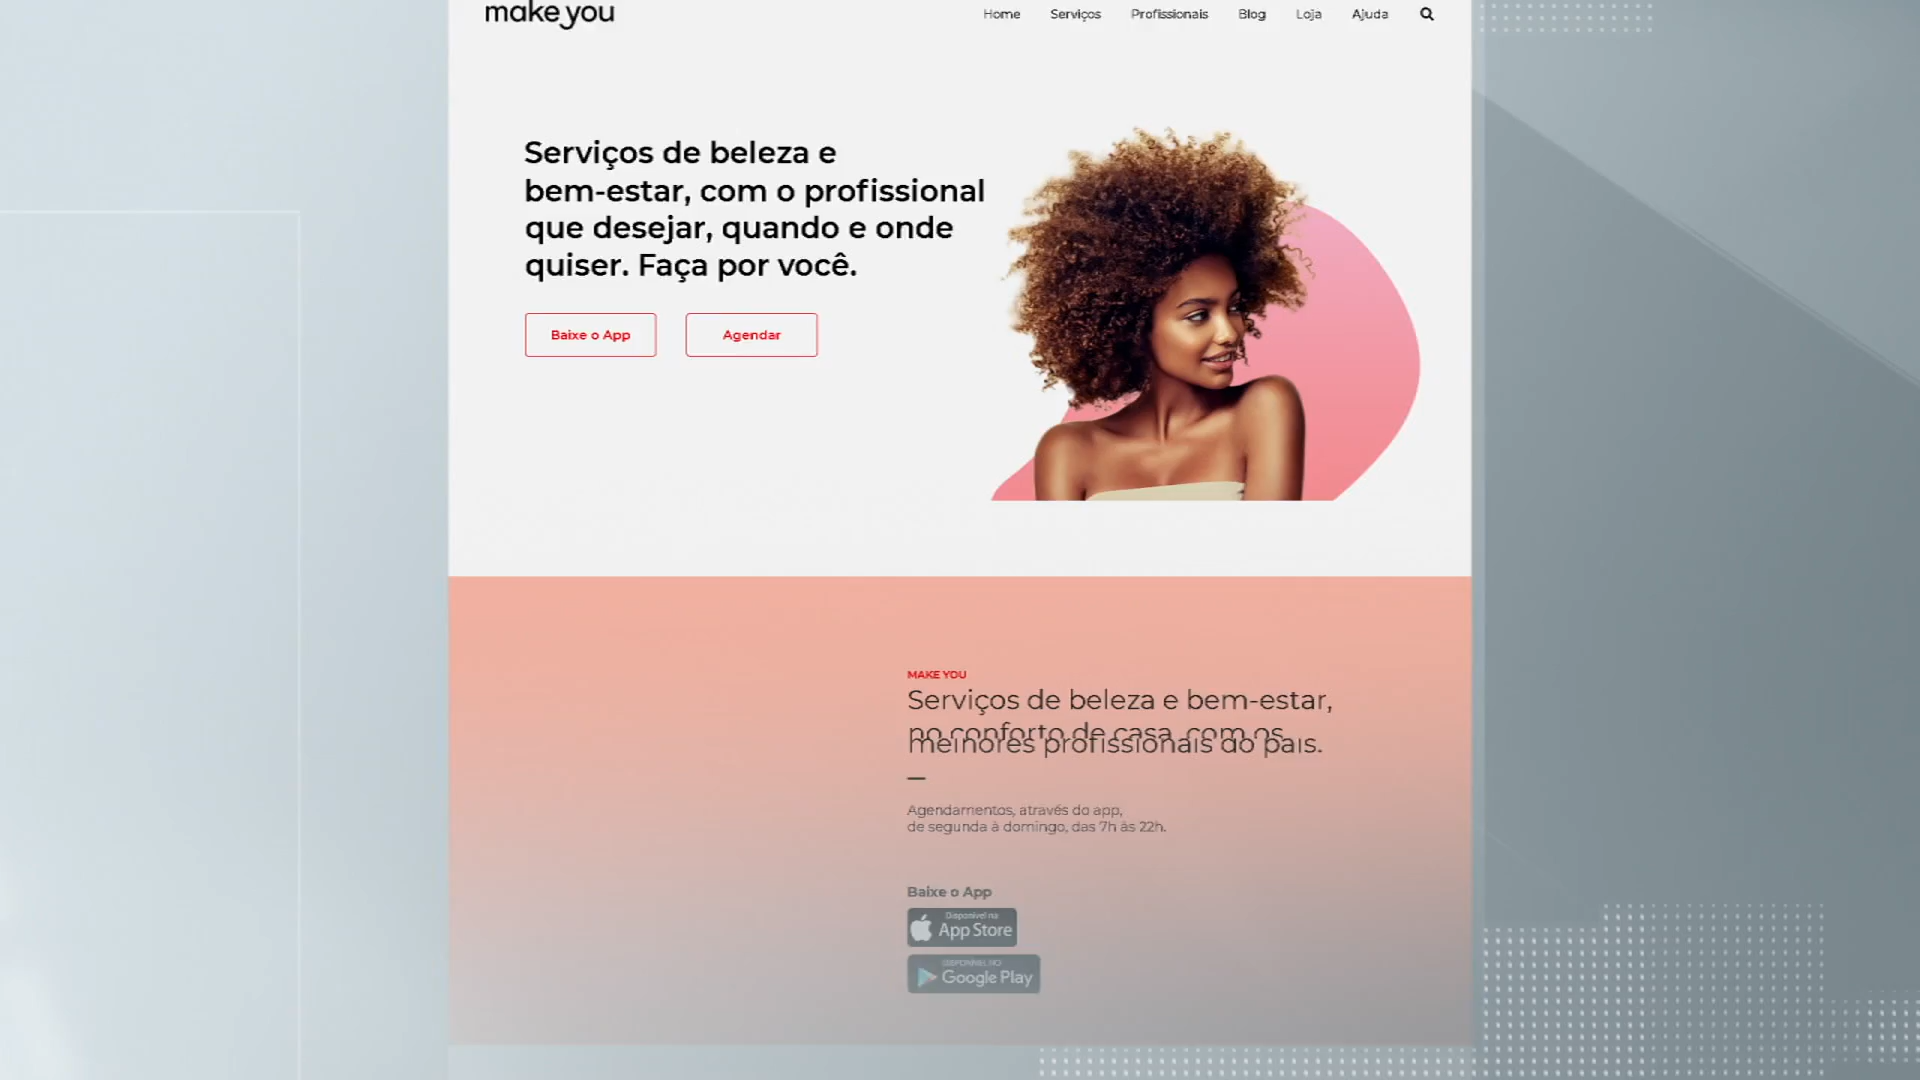 make you
Home Serviços Profissionais Blog Loja Ajuda
Serviços de beleza e
bem-estar, com o profissional
que desejar, quando e onde
quiser. Faça por você.
Baixe o App Agendar
MAKE YOU
Serviços de beleza e bem-estar,
no conforto de casa, com os
melhores profissionais do país.
Agendamentos, através do app,
de segunda à domingo, das 7h às 22h.
Baixe o App
Disponível na
App Store
DISPONÍVEL NO
Google Play